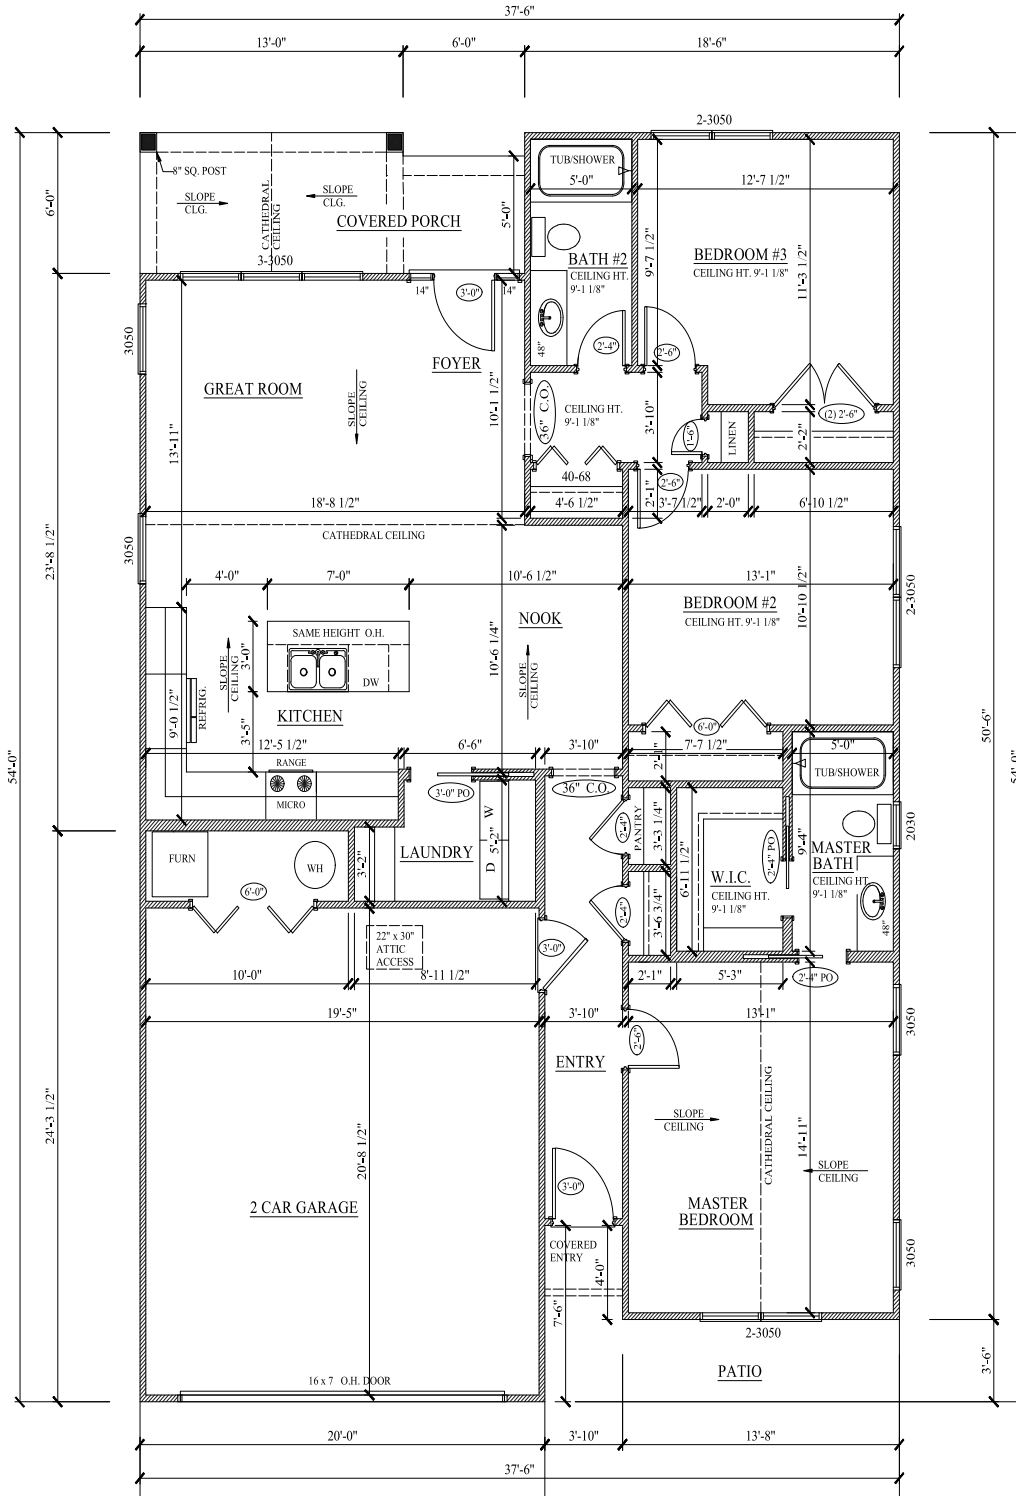 37'-6"
13'-0"
6'-0"
18'-6"
2-3050
TUB/SHOWER
8" SQ. POST
5'-0"
12'-7 1/2"
SLOPE
CLG.
CATHEDRAL
CEILING
SLOPE
CLG.
COVERED PORCH
5'-0"
6'-0"
3-3050
BATH #2
CEILING HT.
9'-1 1/8"
9'-7 1/2"
BEDROOM #3
CEILING HT. 9'-1 1/8"
11'-3 1/2"
14"
3'-0"
14"
48"
2'-4"
2'-6"
3050
FOYER
GREAT ROOM
SLOPE
CEILING
10'-1 1/2"
36" C.O.
CEILING HT.
9'-1 1/8"
3'-10"
1'-6"
LINEN
(2) 2'-6"
2'-2"
13'-11"
40-68
2'-6"
2'-1"
18'-8 1/2"
4'-6 1/2"
3'-7 1/2"
2'-0"
6'-10 1/2"
CATHEDRAL CEILING
3050
23'-8 1/2"
4'-0"
7'-0"
10'-6 1/2"
13'-1"
2-3050
BEDROOM #2
CEILING HT. 9'-1 1/8"
10'-10 1/2"
NOOK
SAME HEIGHT O.H.
DW
3'-0"
SLOPE
CEILING
10'-6 1/4"
SLOPE
CEILING
REFRIG.
9'-0 1/2"
KITCHEN
3'-5"
6'-0"
12'-5 1/2"
6'-6"
3'-10"
7'-7 1/2"
5'-0"
2'-1"
RANGE
MICRO
3'-0" PO
36" C.O.
TUB/SHOWER
54'-0"
50'-6"
54'-0"
W
D
5'-2"
LAUNDRY
3'-2"
2'-4"
PANTRY
3'-3 1/4"
2'-4" PO
9'-4"
MASTER
BATH
CEILING HT.
9'-1 1/8"
2030
FURN
WH
6'-0"
6'-11 1/2"
W.I.C.
CEILING HT.
9'-1 1/8"
2'-4"
3'-6 3/4"
48"
22" x 30"
ATTIC
ACCESS
3'-0"
10'-0"
8'-11 1/2"
2'-1"
5'-3"
2'-4" PO
19'-5"
3'-10"
13'-1"
3050
2'-6"
ENTRY
CATHEDRAL CEILING
SLOPE
CEILING
24'-3 1/2"
20'-8 1/2"
14'-11"
SLOPE
CEILING
3'-0"
2 CAR GARAGE
MASTER
BEDROOM
COVERED
ENTRY
4'-0"
7'-6"
3050
2-3050
3'-6"
PATIO
16 x 7 O.H. DOOR
20'-0"
3'-10"
13'-8"
37'-6"